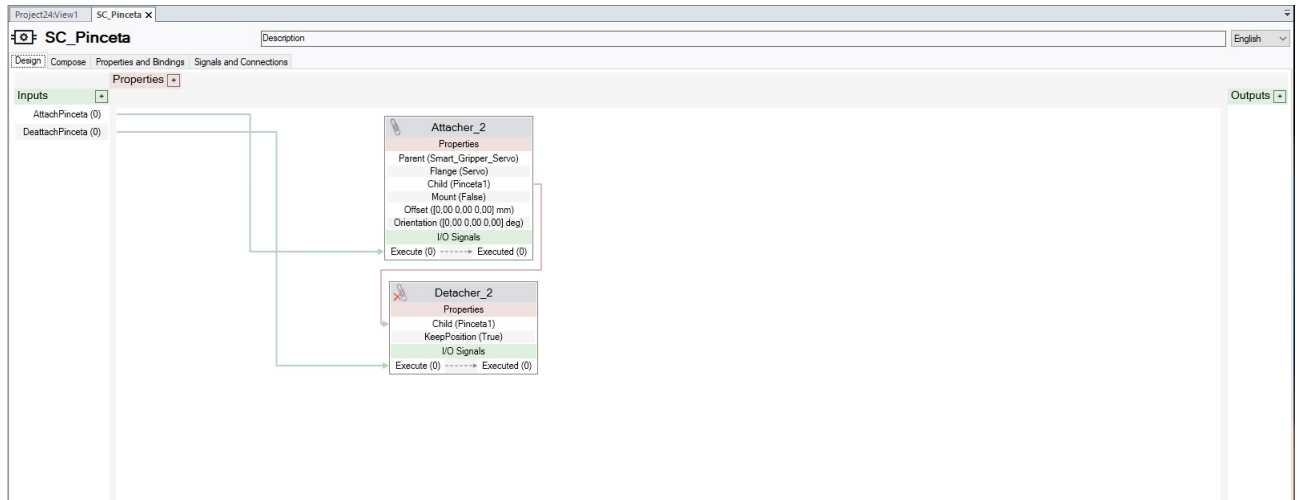 Project24:View1 SC_Pinceta X
SC_Pinceta Description English
Design Compose Properties and Bindings Signals and Connections
Properties +
Inputs + Outputs +
AttachPinceta (0)
DeattachPinceta (0)
Attacher_2
Properties
Parent (Smart_Gripper_Servo)
Flange (Servo)
Child (Pinceta1)
Mount (False)
Offset ([0,00 0,00 0,00] mm)
Orientation ([0,00 0,00 0,00] deg)
I/O Signals
Execute (0) Executed (0)
Detacher_2
Properties
Child (Pinceta1)
KeepPosition (True)
I/O Signals
Execute (0) Executed (0)